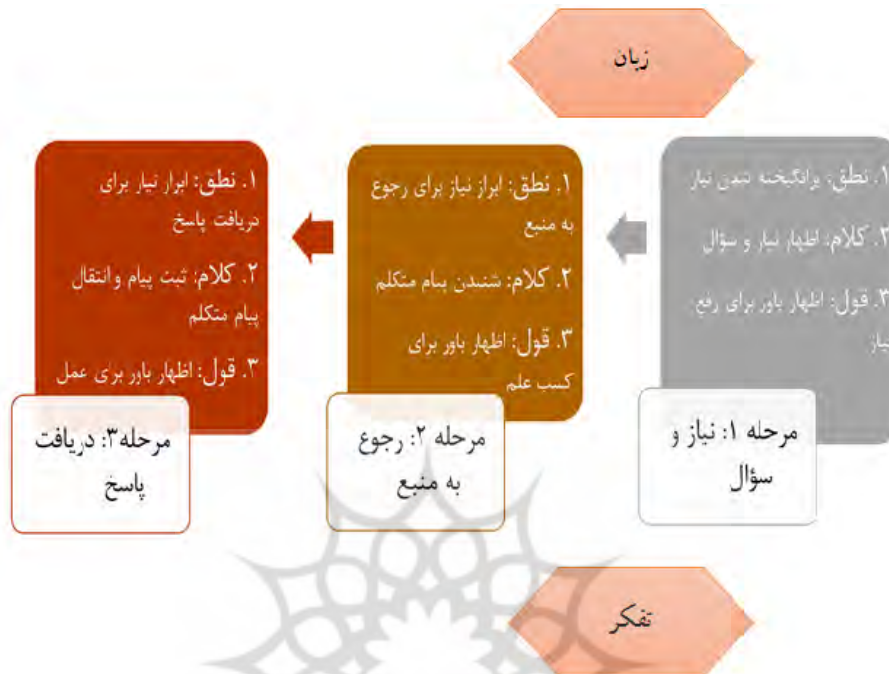 زبان
۱. نطق: برانگیخته شدن نیاز
۲. کلام: اظهار نیاز و سؤال
۳. قول: اظهار باور برای رفع
نیاز
مرحله ۱: نیاز و
سؤال
۱. نطق: ابراز نیاز برای رجوع
به منبع
۲. کلام: شنیدن پیام متکلم
۳. قول: اظهار باور برای
کسب علم
مرحله ۲: رجوع
به منبع
۱. نطق: ابراز نیاز برای
دریافت پاسخ
۲. کلام: ثبت پیام و انتقال
پیام متکلم
۳. قول: اظهار باور برای عمل
مرحله۳: دریافت
پاسخ
تفکر